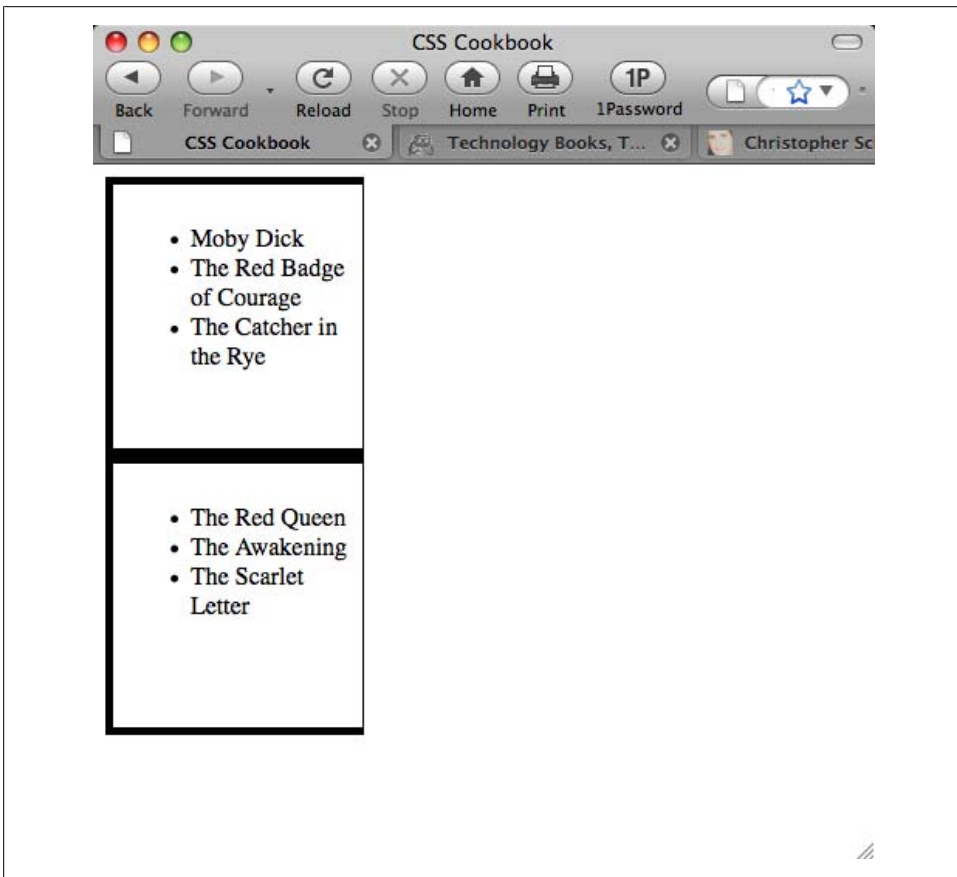 CSS Cookbook
1P
Back Forward Reload Stop Home Print 1Password
CSS Cookbook Technology Books, T... Christopher Sc
• Moby Dick
• The Red Badge
of Courage
• The Catcher in
the Rye
• The Red Queen
• The Awakening
• The Scarlet
Letter